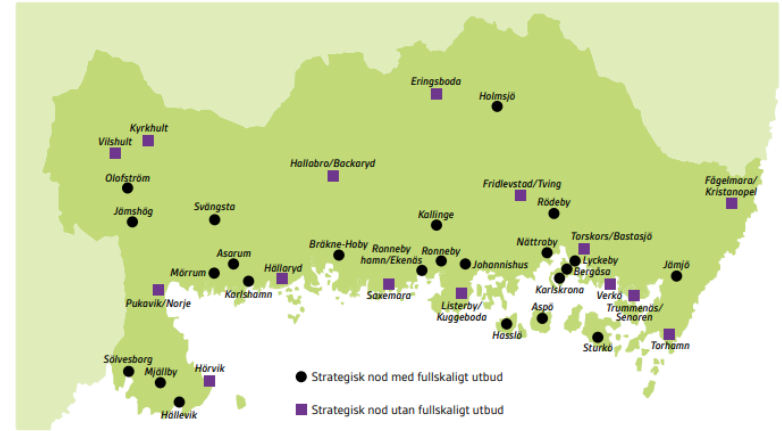 Eringsboda
Holmsjö
Kyrkhult
Vilshult
Hallabro/Backaryd
Olofström
Fridlevstad/Tving
Fågelmara/
Kristanopel
Jämshög
Svängsta
Kallinge
Rödeby
Bräkne-Hoby
Ronneby
hamn/Ekenäs
Ronneby
Johannishus
Nättraby
Torskors/Bastasjö
Lyckeby
Bergåsa
Jämjö
Asarum
Mörrum
Hällaryd
Karlshamn
Karlskrona
Pukavik/Norje
Saxemara
Listerby/
Kuggeboda
Verkö
Trummenäs/
Senoren
Aspö
Hasslö
Sturkö
Torhamn
Sölvesborg
Mjällby
Hörvik
Hällevik
Strategisk nod med fullskaligt utbud
Strategisk nod utan fullskaligt utbud